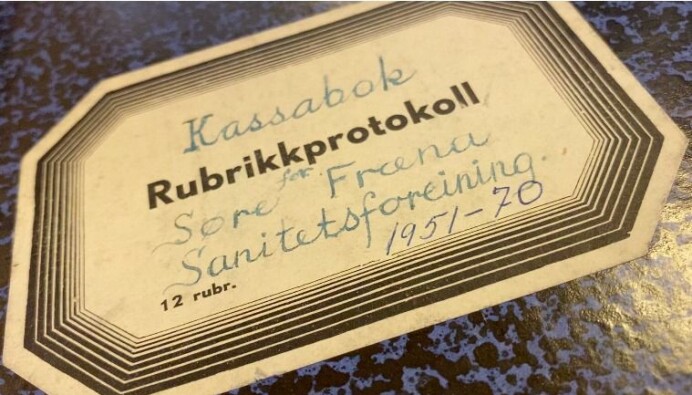 Kassabok
Rubrikkprotokoll
for
Søre Fræna
Sanitetsforeining
1951-70
12 rubr.